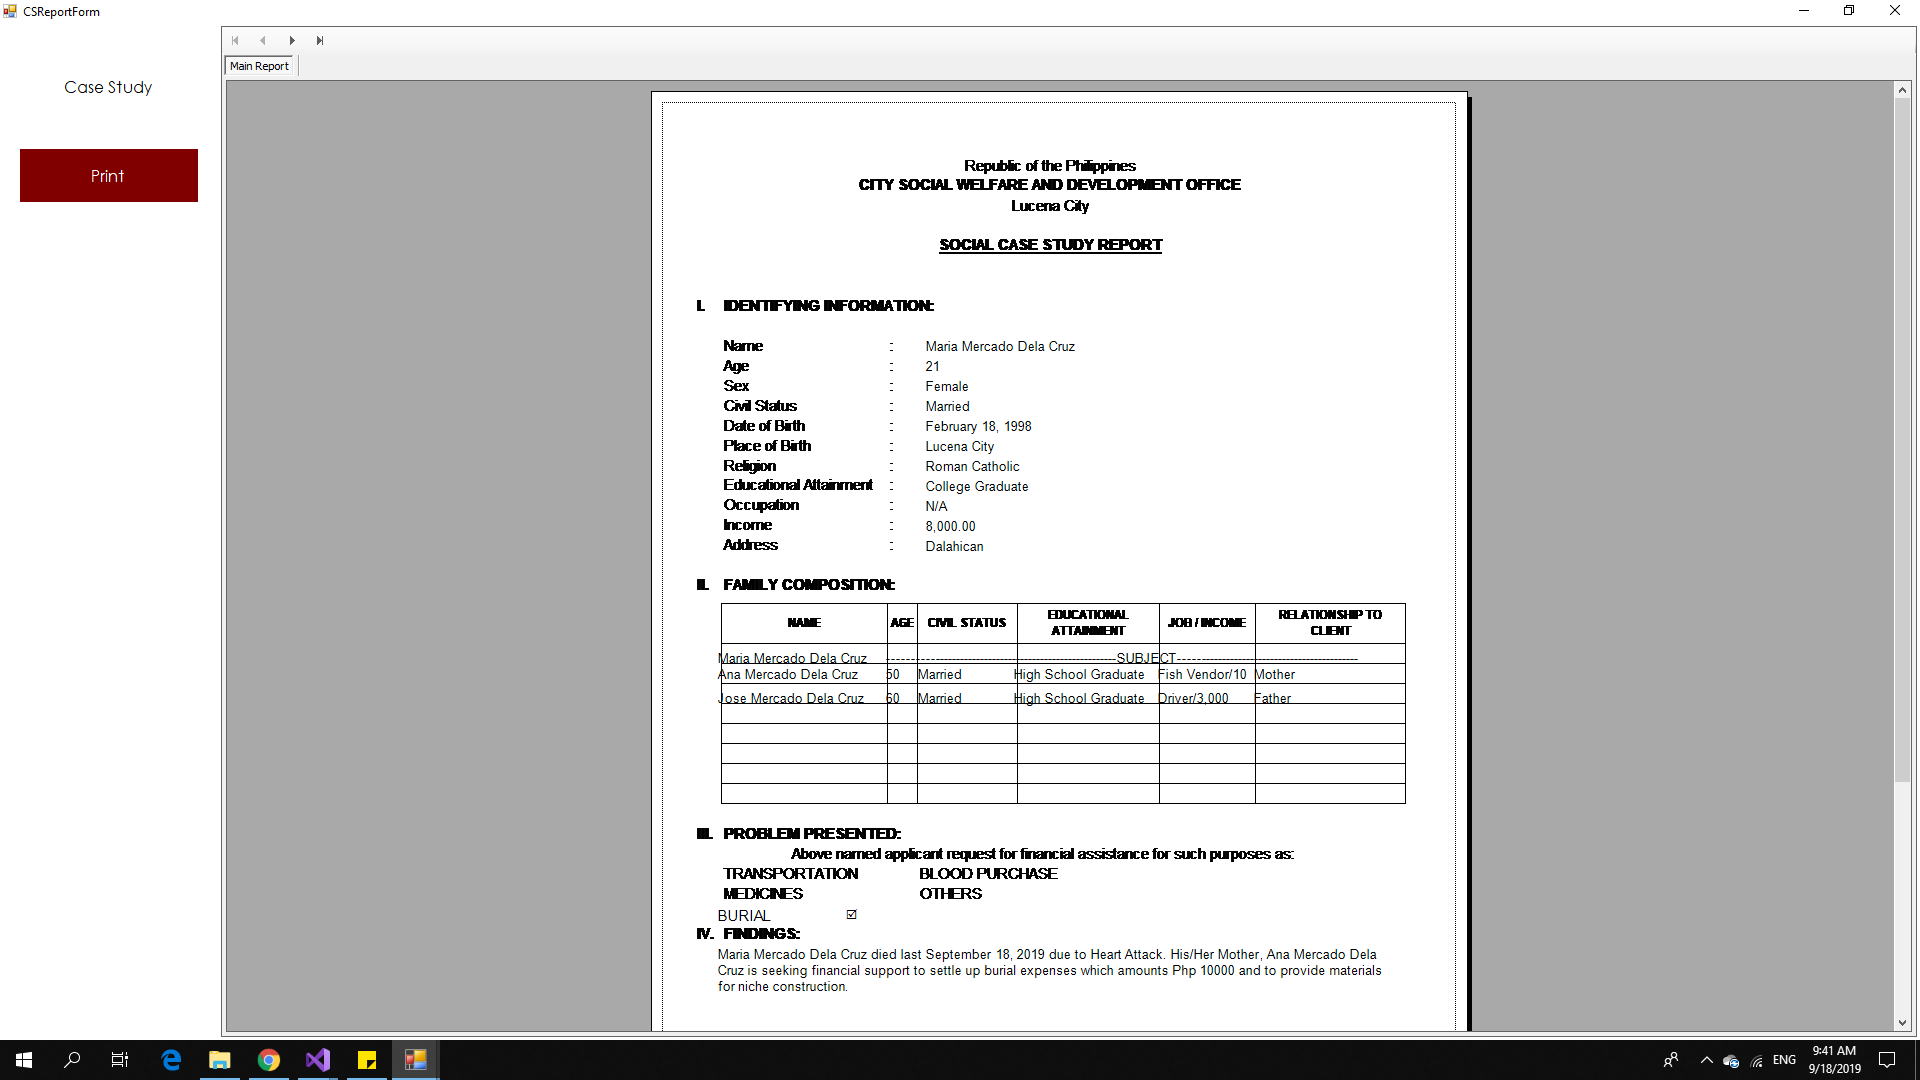 CSReportForm
Case Study
Print
Main Report
Republic of the Philippines
CITY SOCIAL WELFARE AND DEVELOPMENT OFFICE
Lucena City
SOCIAL CASE STUDY REPORT
I. IDENTIFYING INFORMATION:
Name : Maria Mercado Dela Cruz
Age : 21
Sex : Female
Civil Status : Married
Date of Birth : February 18, 1998
Place of Birth : Lucena City
Religion : Roman Catholic
Educational Attainment : College Graduate
Occupation : N/A
Income : 8,000.00
Address : Dalahican
II. FAMILY COMPOSITION:
NAME AGE CIVIL STATUS EDUCATIONAL ATTAINMENT JOB / INCOME RELATIONSHIP TO CLIENT
Maria Mercado Dela Cruz ------------------------------------------------SUBJECT------------------------------------------
Ana Mercado Dela Cruz 50 Married High School Graduate Fish Vendor/10 Mother
Jose Mercado Dela Cruz 60 Married High School Graduate Driver/3,000 Father
III. PROBLEM PRESENTED:
Above named applicant request for financial assistance for such purposes as:
TRANSPORTATION BLOOD PURCHASE
MEDICINES OTHERS
BURIAL ☑
IV. FINDINGS:
Maria Mercado Dela Cruz died last September 18, 2019 due to Heart Attack. His/Her Mother, Ana Mercado Dela
Cruz is seeking financial support to settle up burial expenses which amounts Php 10000 and to provide materials
for niche construction.
ENG
9:41 AM
9/18/2019